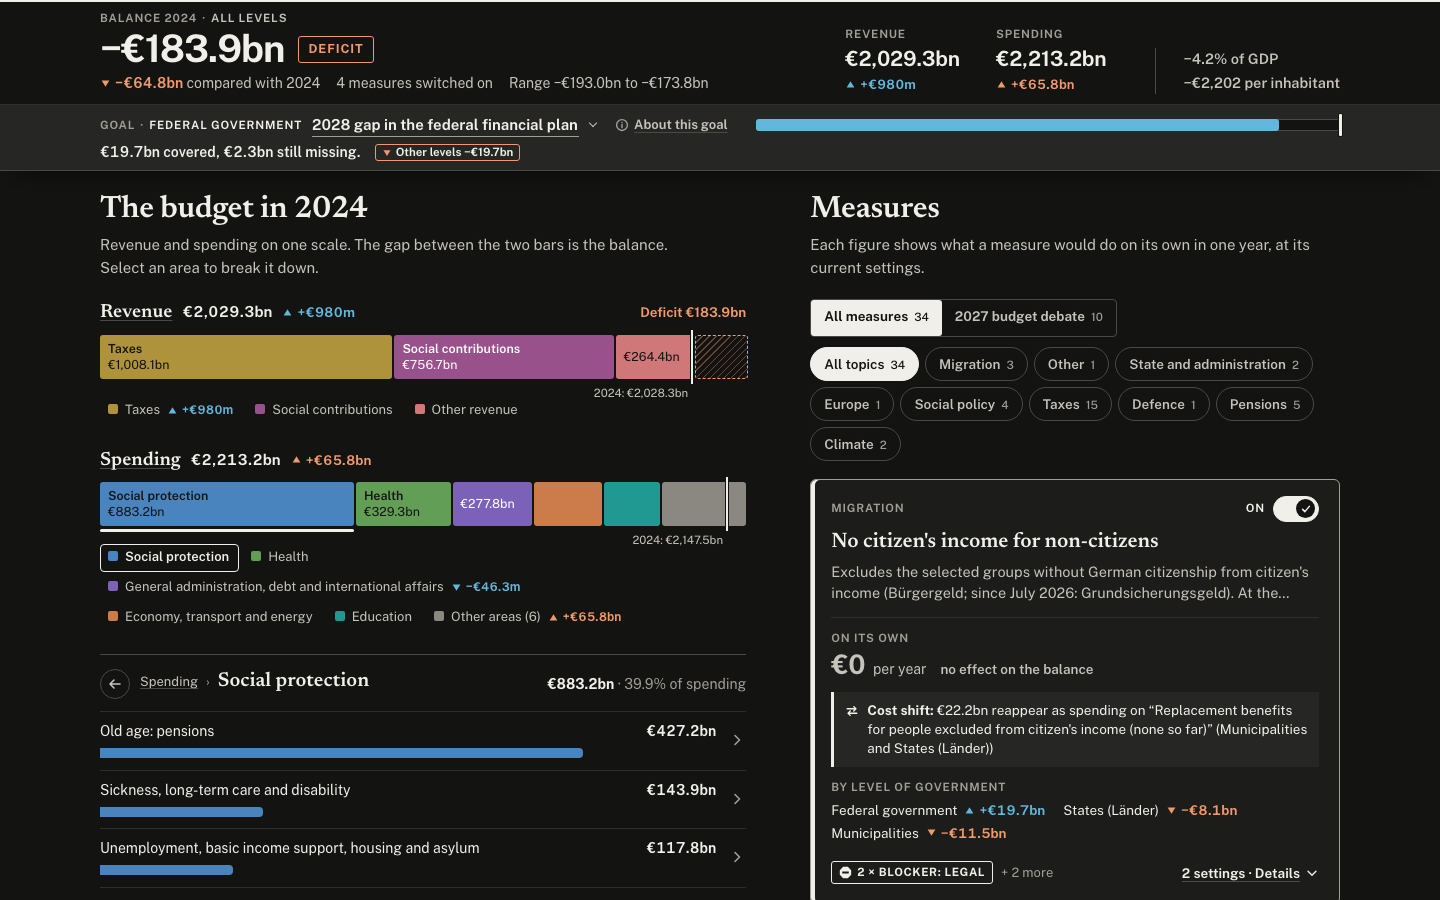 BALANCE 2024 · ALL LEVELS
−€183.9bn DEFICIT
−€64.8bn compared with 2024 4 measures switched on Range −€193.0bn to −€173.8bn
REVENUE
€2,029.3bn
+€980m
SPENDING
€2,213.2bn
+€65.8bn
−4.2% of GDP
−€2,202 per inhabitant
GOAL · FEDERAL GOVERNMENT 2028 gap in the federal financial plan About this goal
€19.7bn covered, €2.3bn still missing. Other levels −€19.7bn
The budget in 2024
Revenue and spending on one scale. The gap between the two bars is the balance.
Select an area to break it down.
Revenue €2,029.3bn +€980m Deficit €183.9bn
Taxes
€1,008.1bn
Social contributions
€756.7bn
€264.4bn
2024: €2,028.3bn
Taxes +€980m Social contributions Other revenue
Spending €2,213.2bn +€65.8bn
Social protection
€883.2bn
Health
€329.3bn
€277.8bn
2024: €2,147.5bn
Social protection Health
General administration, debt and international affairs −€46.3m
Economy, transport and energy Education Other areas (6) +€65.8bn
Spending › Social protection €883.2bn · 39.9% of spending
Old age: pensions €427.2bn
Sickness, long-term care and disability €143.9bn
Unemployment, basic income support, housing and asylum €117.8bn
Measures
Each figure shows what a measure would do on its own in one year, at its
current settings.
All measures 34 2027 budget debate 10
All topics 34 Migration 3 Other 1 State and administration 2
Europe 1 Social policy 4 Taxes 15 Defence 1 Pensions 5
Climate 2
MIGRATION ON
No citizen's income for non-citizens
Excludes the selected groups without German citizenship from citizen's
income (Bürgergeld; since July 2026: Grundsicherungsgeld). At the...
ON ITS OWN
€0 per year no effect on the balance
Cost shift: €22.2bn reappear as spending on “Replacement benefits
for people excluded from citizen's income (none so far)” (Municipalities
and States (Länder))
BY LEVEL OF GOVERNMENT
Federal government +€19.7bn States (Länder) −€8.1bn
Municipalities −€11.5bn
2 × BLOCKER: LEGAL + 2 more 2 settings · Details